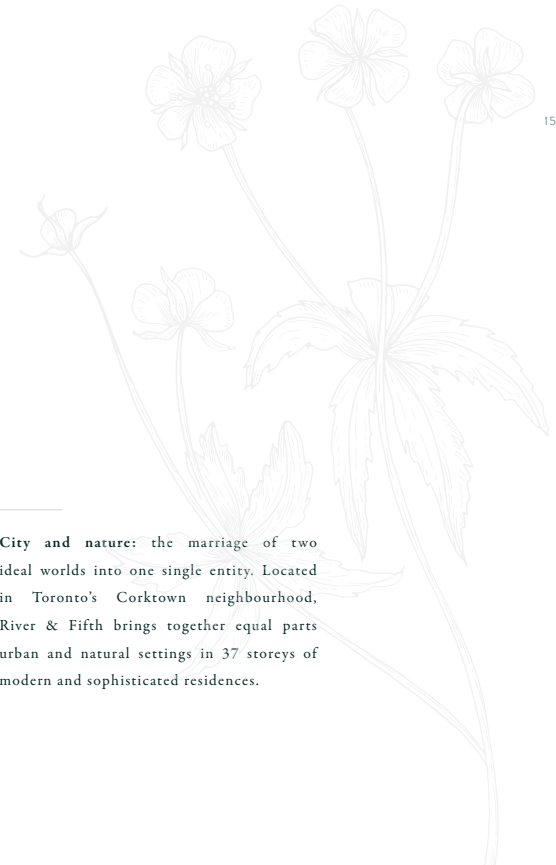 15
City and nature: the marriage of two
ideal worlds into one single entity. Located
in Toronto’s Corktown neighbourhood,
River & Fifth brings together equal parts
urban and natural settings in 37 storeys of
modern and sophisticated residences.